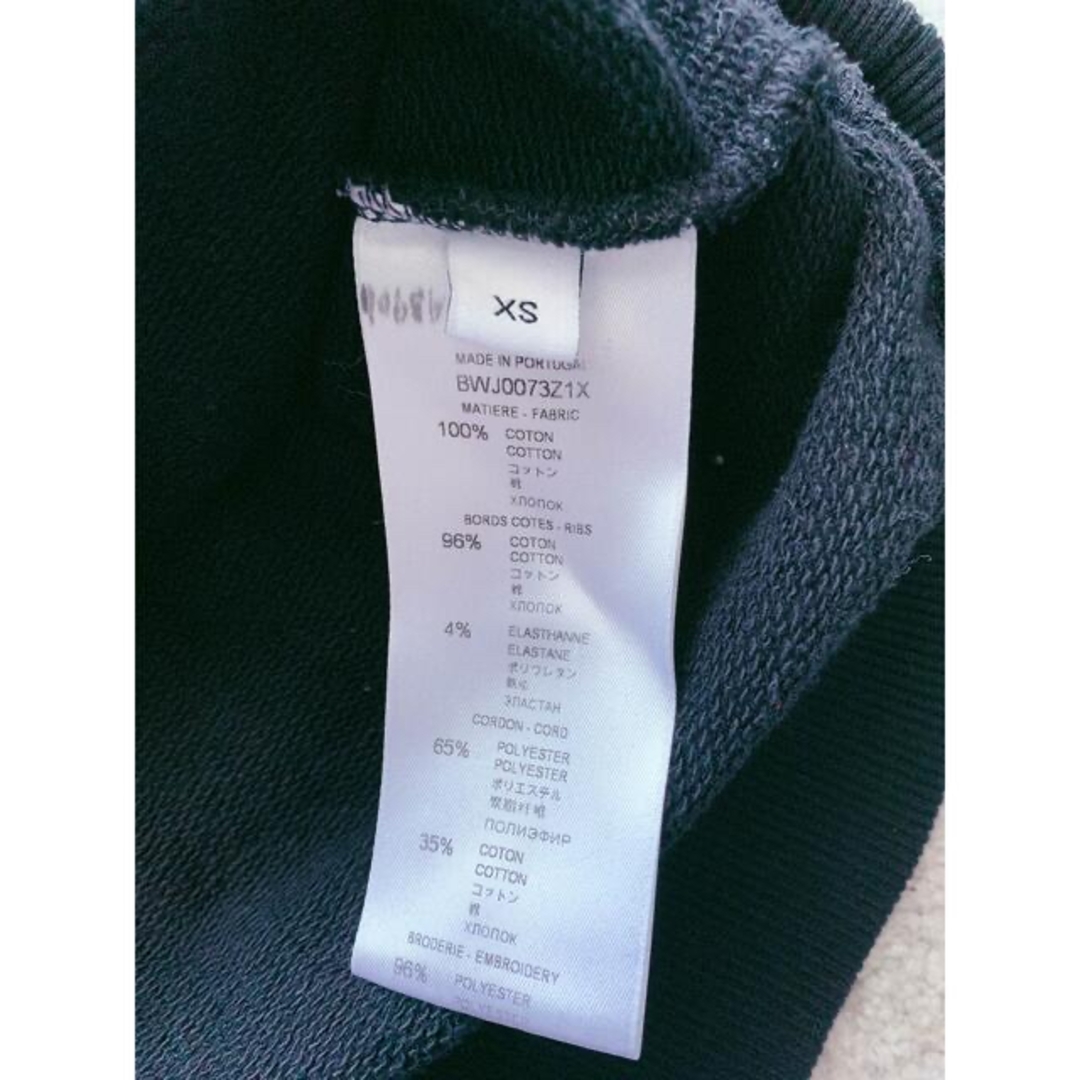 XS
MADE IN PORTUGAL
BWJ0073Z1X
MATIERE - FABRIC
100% COTON
COTTON
コットン
棉
ХЛОПОК
BORDS COTES - RIBS
96% COTON
COTTON
コットン
棉
ХЛОПОК
4% ELASTHANNE
ELASTANE
ポリウレタン
ЭЛАСТАН
CORDON - CORD
65% POLYESTER
POLYESTER
ポリエステル
聚脂纤维
ПОЛИЭФИР
35% COTON
COTTON
コットン
棉
ХЛОПОК
BRODERIE - EMBROIDERY
96% POLYESTER
POLYESTER